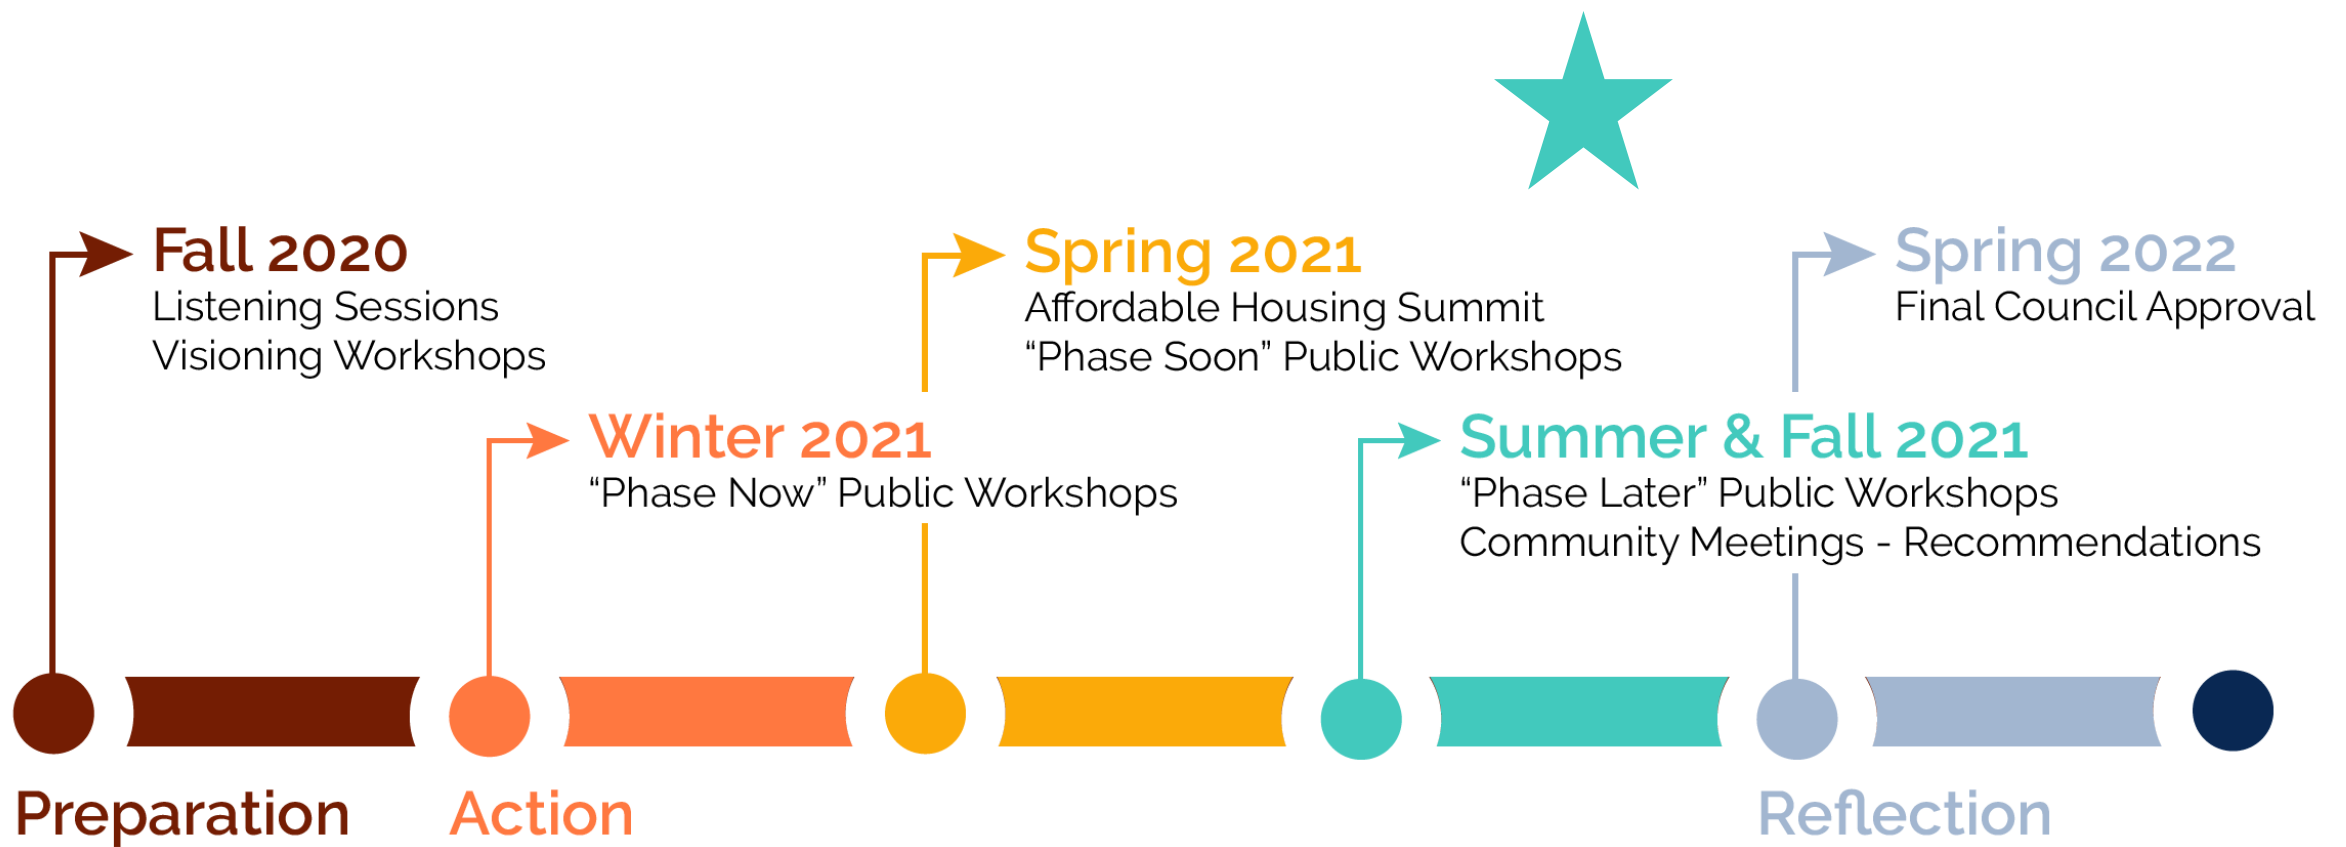 Fall 2020
Listening Sessions
Visioning Workshops
Winter 2021
“Phase Now” Public Workshops
Spring 2021
Affordable Housing Summit
“Phase Soon” Public Workshops
Summer & Fall 2021
“Phase Later” Public Workshops
Community Meetings - Recommendations
Spring 2022
Final Council Approval
Preparation
Action
Reflection